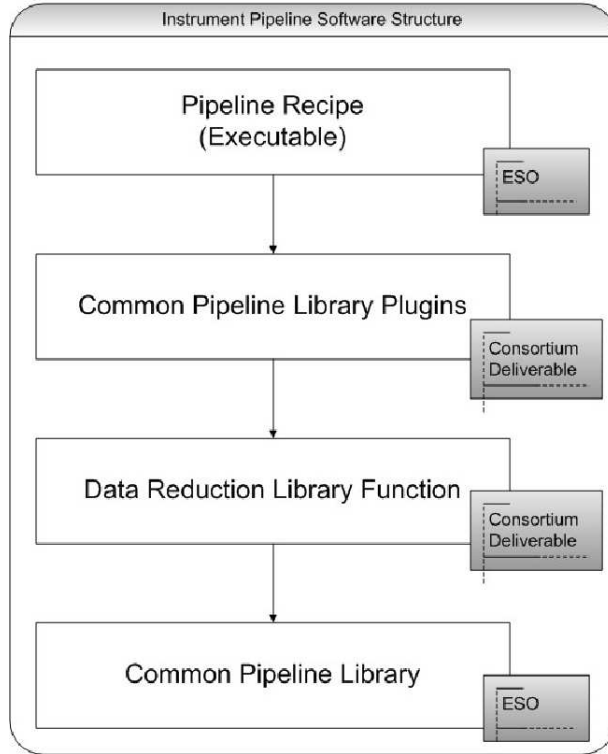 Instrument Pipeline Software Structure
Pipeline Recipe
(Executable)
ESO
Common Pipeline Library Plugins
Consortium
Deliverable
Data Reduction Library Function
Consortium
Deliverable
Common Pipeline Library
ESO